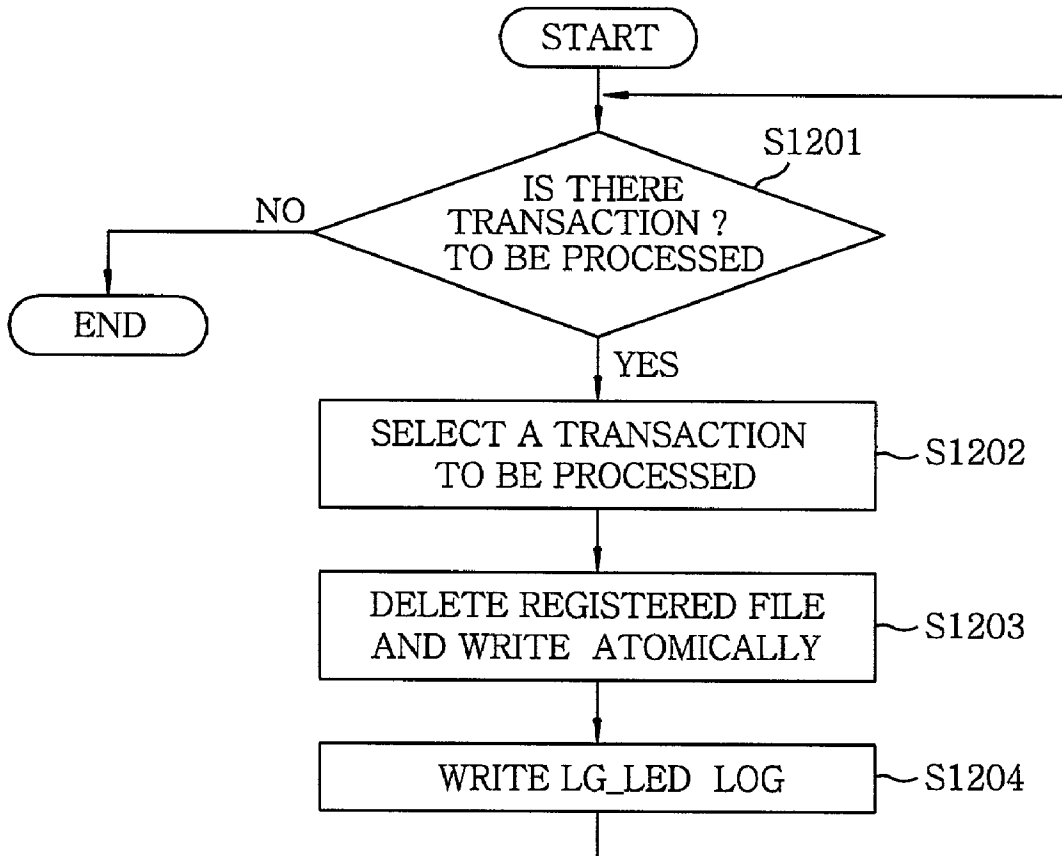 START
S1201
IS THERE
TRANSACTION ?
TO BE PROCESSED
NO
END
YES
SELECT A TRANSACTION
TO BE PROCESSED
S1202
DELETE REGISTERED FILE
AND WRITE ATOMICALLY
S1203
WRITE LG_LED LOG
S1204